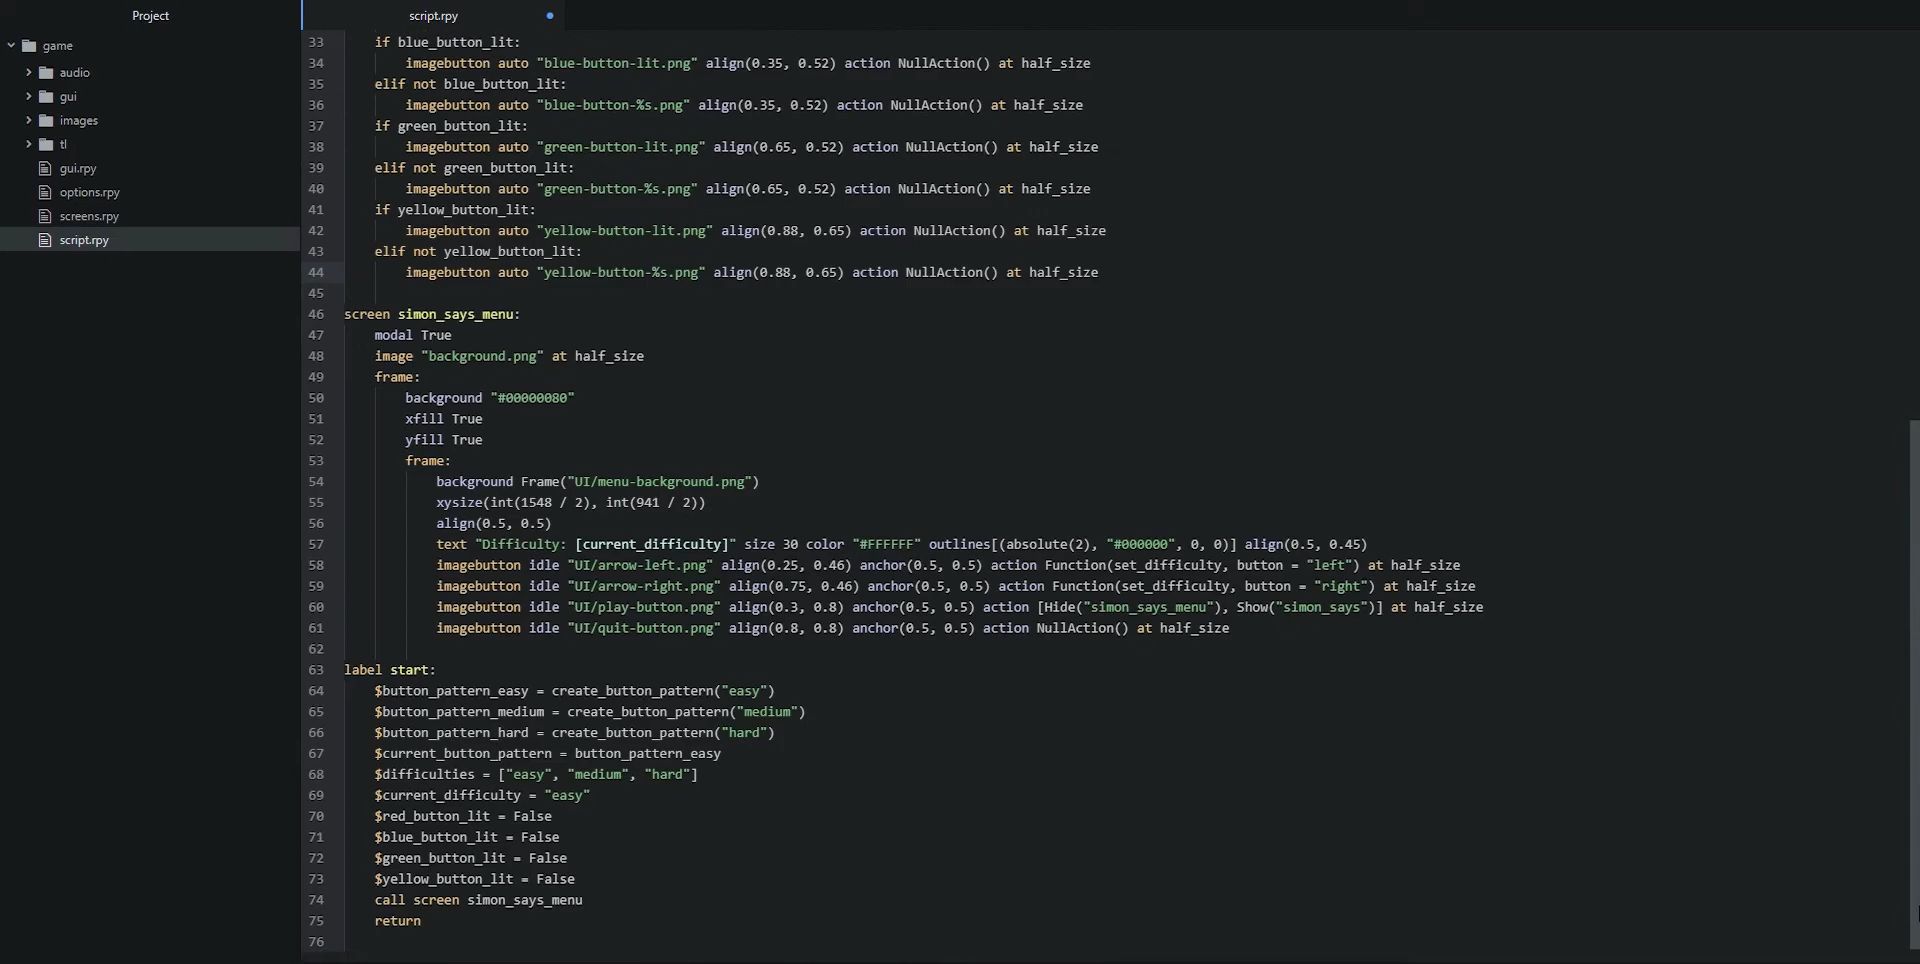 Project
game
audio
gui
images
tl
gui.rpy
options.rpy
screens.rpy
script.rpy
script.rpy
33 if blue_button_lit:
34 imagebutton auto "blue-button-lit.png" align(0.35, 0.52) action NullAction() at half_size
35 elif not blue_button_lit:
36 imagebutton auto "blue-button-%s.png" align(0.35, 0.52) action NullAction() at half_size
37 if green_button_lit:
38 imagebutton auto "green-button-lit.png" align(0.65, 0.52) action NullAction() at half_size
39 elif not green_button_lit:
40 imagebutton auto "green-button-%s.png" align(0.65, 0.52) action NullAction() at half_size
41 if yellow_button_lit:
42 imagebutton auto "yellow-button-lit.png" align(0.88, 0.65) action NullAction() at half_size
43 elif not yellow_button_lit:
44 imagebutton auto "yellow-button-%s.png" align(0.88, 0.65) action NullAction() at half_size
45
46 screen simon_says_menu:
47 modal True
48 image "background.png" at half_size
49 frame:
50 background "#00000080"
51 xfill True
52 yfill True
53 frame:
54 background Frame("UI/menu-background.png")
55 xysize(int(1548 / 2), int(941 / 2))
56 align(0.5, 0.5)
57 text "Difficulty: [current_difficulty]" size 30 color "#FFFFFF" outlines[(absolute(2), "#000000", 0, 0)] align(0.5, 0.45)
58 imagebutton idle "UI/arrow-left.png" align(0.25, 0.46) anchor(0.5, 0.5) action Function(set_difficulty, button = "left") at half_size
59 imagebutton idle "UI/arrow-right.png" align(0.75, 0.46) anchor(0.5, 0.5) action Function(set_difficulty, button = "right") at half_size
60 imagebutton idle "UI/play-button.png" align(0.3, 0.8) anchor(0.5, 0.5) action [Hide("simon_says_menu"), Show("simon_says")] at half_size
61 imagebutton idle "UI/quit-button.png" align(0.8, 0.8) anchor(0.5, 0.5) action NullAction() at half_size
62
63 label start:
64 $button_pattern_easy = create_button_pattern("easy")
65 $button_pattern_medium = create_button_pattern("medium")
66 $button_pattern_hard = create_button_pattern("hard")
67 $current_button_pattern = button_pattern_easy
68 $difficulties = ["easy", "medium", "hard"]
69 $current_difficulty = "easy"
70 $red_button_lit = False
71 $blue_button_lit = False
72 $green_button_lit = False
73 $yellow_button_lit = False
74 call screen simon_says_menu
75 return
76